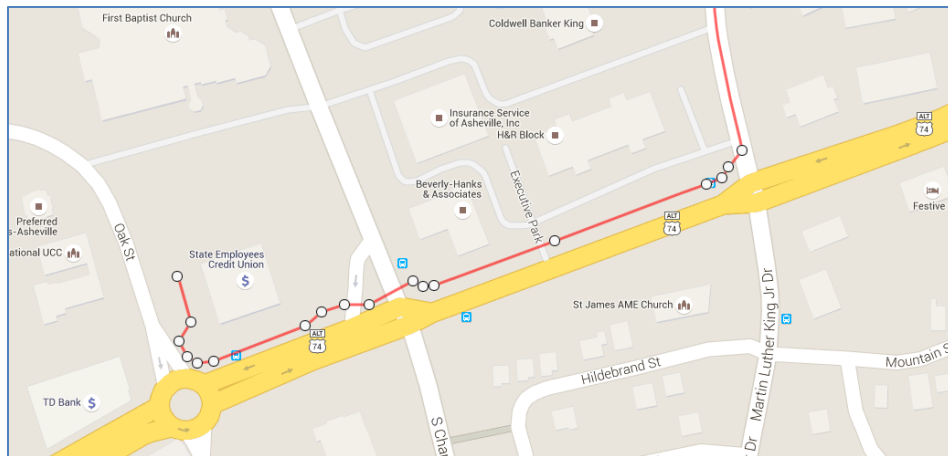 First Baptist Church
Coldwell Banker King
Insurance Service
of Asheville, Inc
H&R Block
ALT
74
Executive Park
Beverly-Hanks
& Associates
Festive
Preferred
s-Asheville
national UCC
Oak St
State Employees
Credit Union
$
ALT
74
St James AME Church
ALT
74
Martin Luther King Jr Dr
Hildebrand St
Mountain S
TD Bank
$
S Cha
Dr